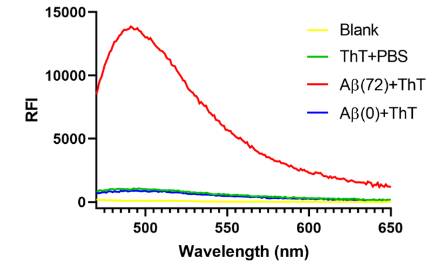 15000
10000
5000
0
RFI
500
550
600
650
Wavelength (nm)
Blank
ThT+PBS
Aβ(72)+ThT
Aβ(0)+ThT